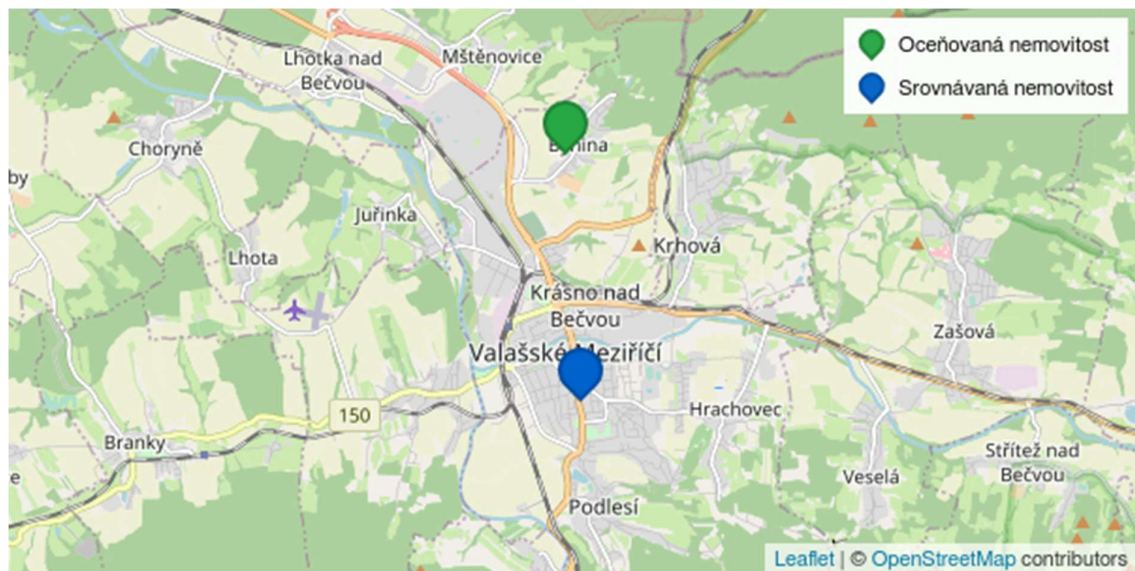 Oceňovaná nemovitost
Srovnávaná nemovitost
Lhotka nad
Bečvou
Mštěnovice
Choryně
by
Juřinka
Lhota
Krhová
Krásno nad
Bečvou
Valašské Meziříčí
Zašová
150
Hrachovec
Branky
Střítež nad
Bečvou
Veselá
e
Podlesí
Leaflet | © OpenStreetMap contributors